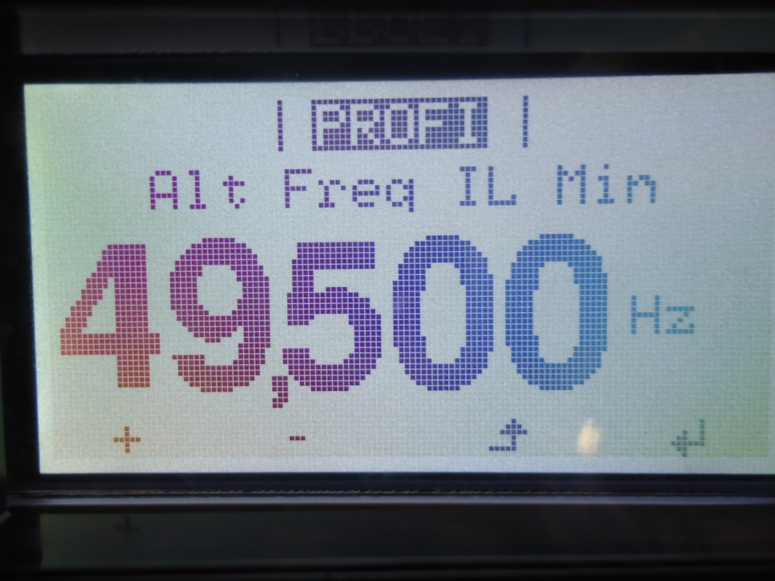 | PROFI |
Alt Freq IL Min
49,500 Hz
+ -